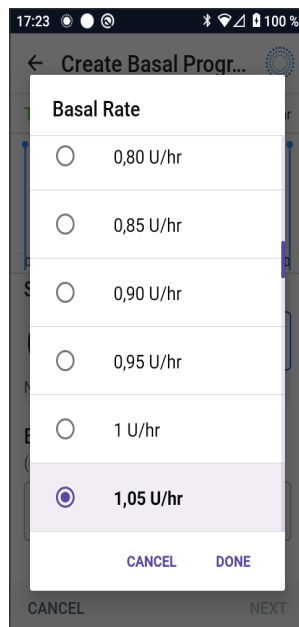 17:23 100 %
Create Basal Progr...
Basal Rate
0,80 U/hr
0,85 U/hr
0,90 U/hr
0,95 U/hr
1 U/hr
1,05 U/hr
CANCEL DONE
CANCEL NEXT